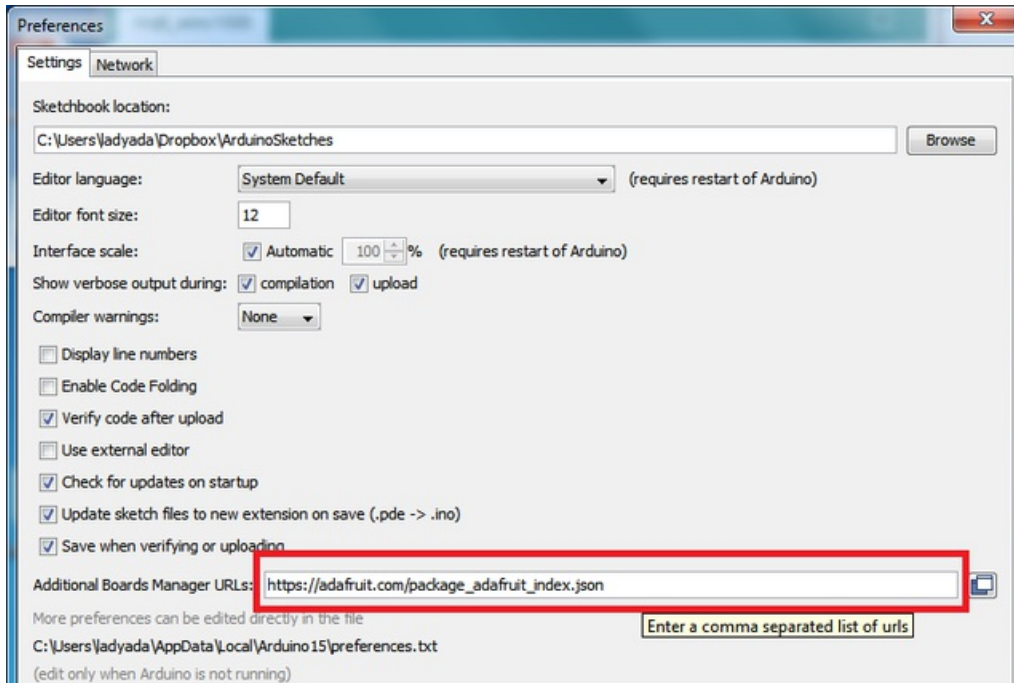 Preferences
Settings Network
Sketchbook location:
C:\Users\ladyada\Dropbox\ArduinoSketches Browse
Editor language: System Default (requires restart of Arduino)
Editor font size: 12
Interface scale: Automatic 100 % (requires restart of Arduino)
Show verbose output during: compilation upload
Compiler warnings: None
Display line numbers
Enable Code Folding
Verify code after upload
Use external editor
Check for updates on startup
Update sketch files to new extension on save (.pde -> .ino)
Save when verifying or uploading
Additional Boards Manager URLs: https://adafruit.com/package_adafruit_index.json
More preferences can be edited directly in the file
Enter a comma separated list of urls
C:\Users\ladyada\AppData\Local\Arduino15\preferences.txt
(edit only when Arduino is not running)